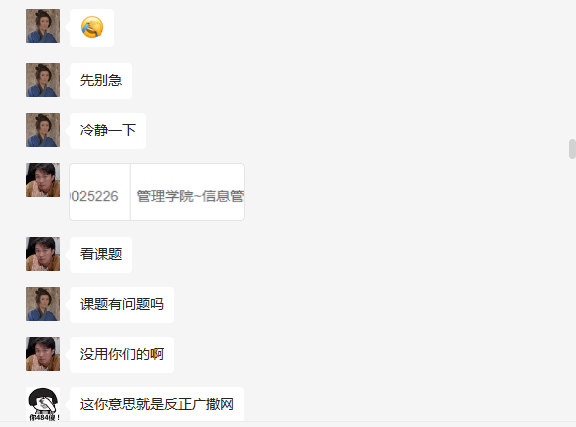 先别急
冷静一下
0025226 管理学院~信息管
看课题
课题有问题吗
没用你们的啊
这你意思就是反正广撒网
你484傻！